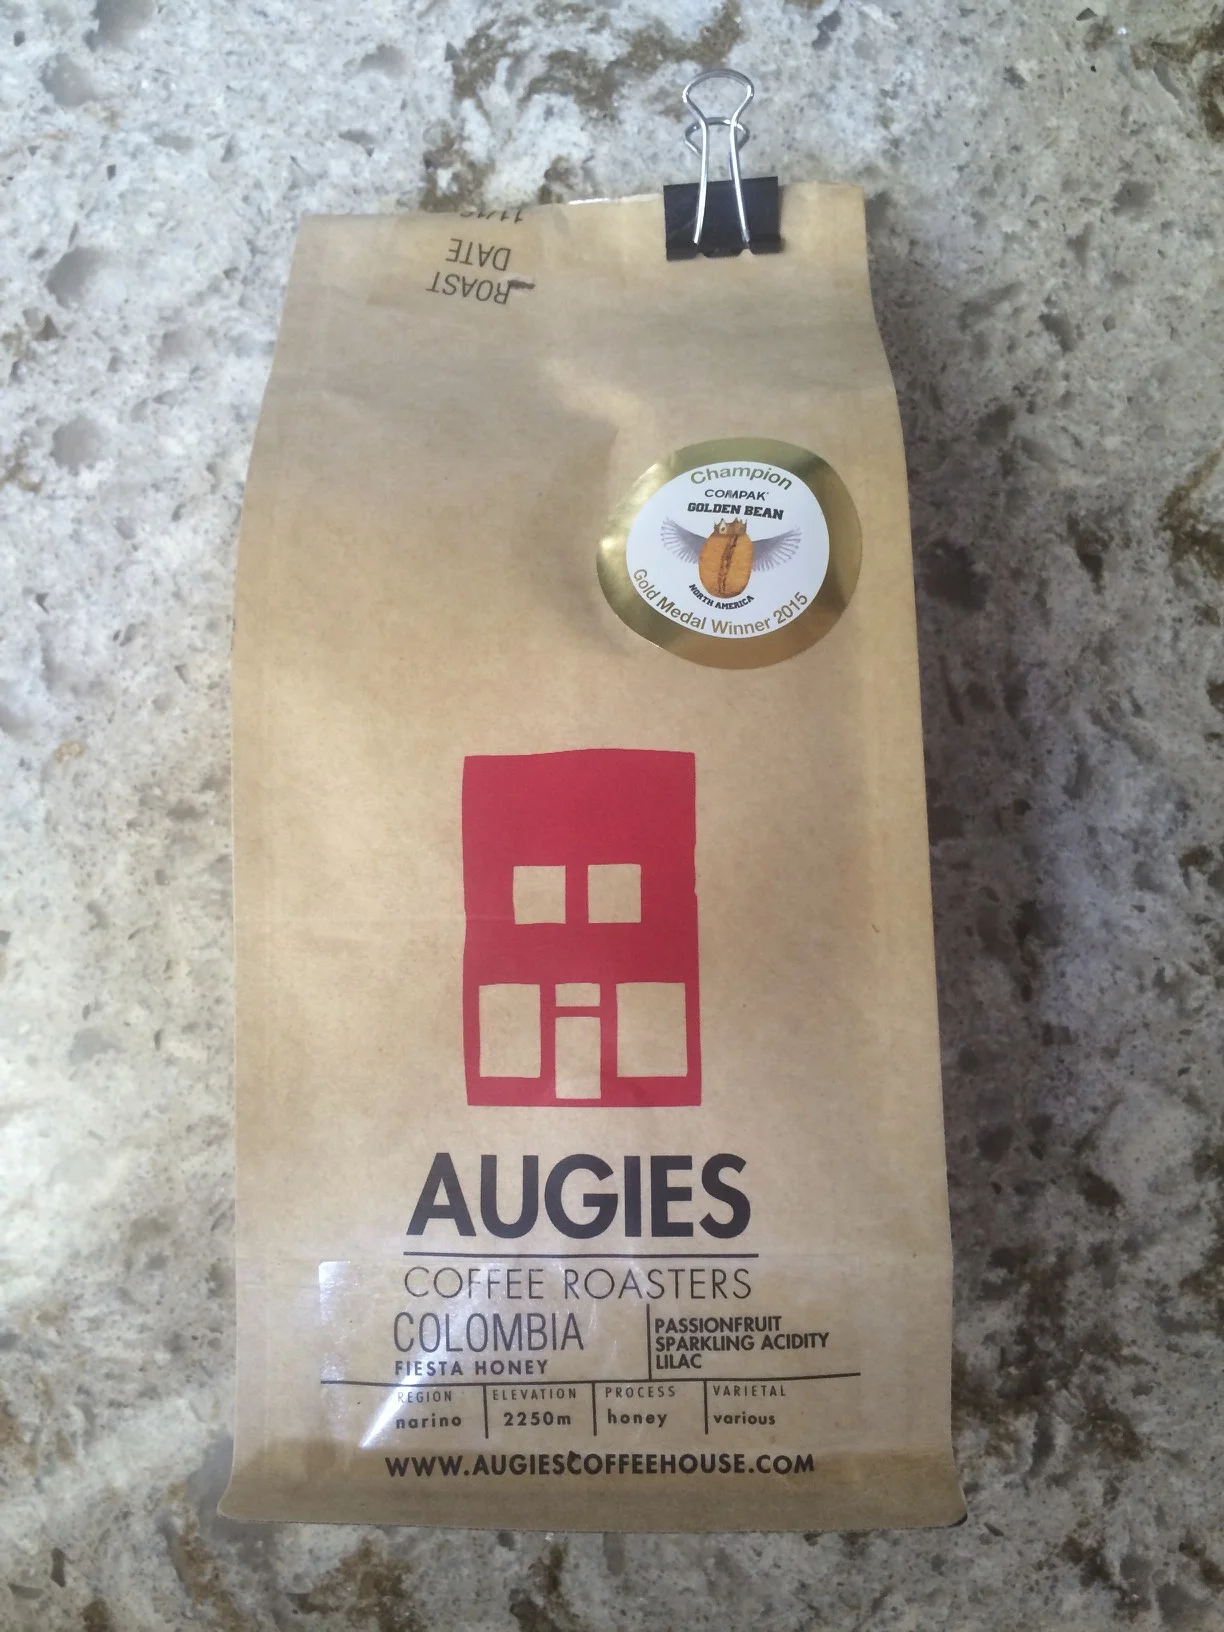 ROAST
DATE
Champion
COMPAK
GOLDEN BEAN
NORTH AMERICA
Gold Medal Winner 2015
AUGIES
COFFEE ROASTERS
COLOMBIA
FIESTA HONEY
PASSIONFRUIT
SPARKLING ACIDITY
LILAC
REGION
narino
ELEVATION
2250m
PROCESS
honey
VARIETAL
various
WWW.AUGIESCOFFEEHOUSE.COM